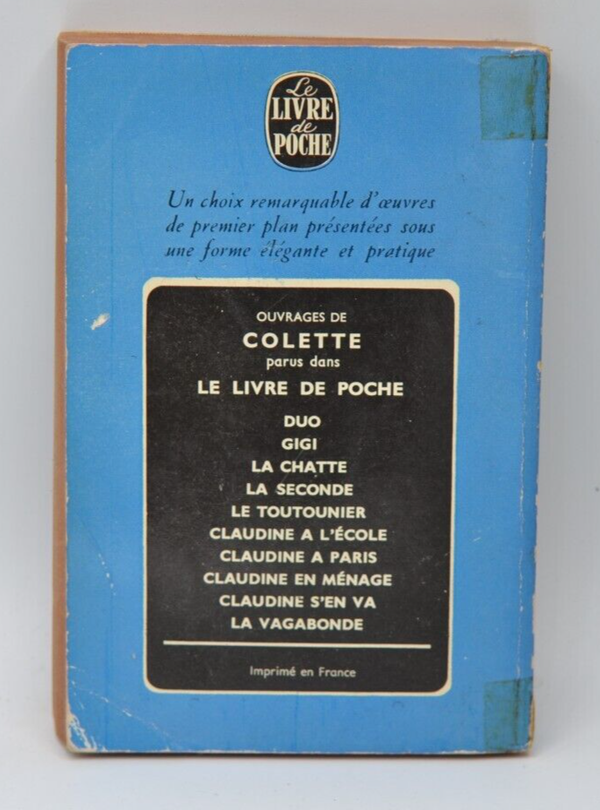 Le
LIVRE
de
POCHE
Un choix remarquable d'œuvres
de premier plan présentées sous
une forme élégante et pratique
OUVRAGES DE
COLETTE
parus dans
LE LIVRE DE POCHE
DUO
GIGI
LA CHATTE
LA SECONDE
LE TOUTOUNIER
CLAUDINE A L'ÉCOLE
CLAUDINE A PARIS
CLAUDINE EN MÉNAGE
CLAUDINE S'EN VA
LA VAGABONDE
Imprimé en France